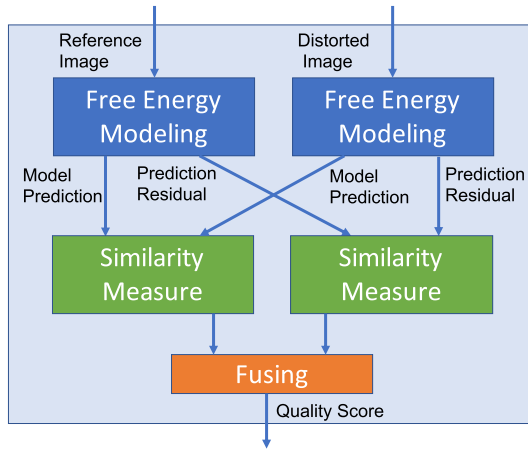 Reference
Image
Distorted
Image
Free Energy
Modeling
Free Energy
Modeling
Model
Prediction
Prediction
Residual
Model
Prediction
Prediction
Residual
Similarity
Measure
Similarity
Measure
Fusing
Quality Score